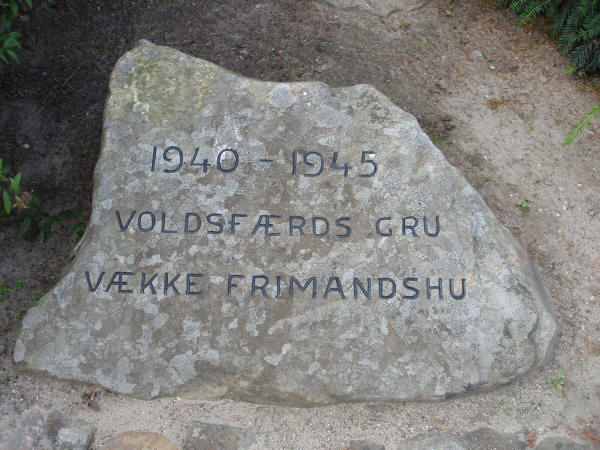 1940 - 1945
VOLDSFÆRDS GRU
VÆKKE FRIMANDSHU